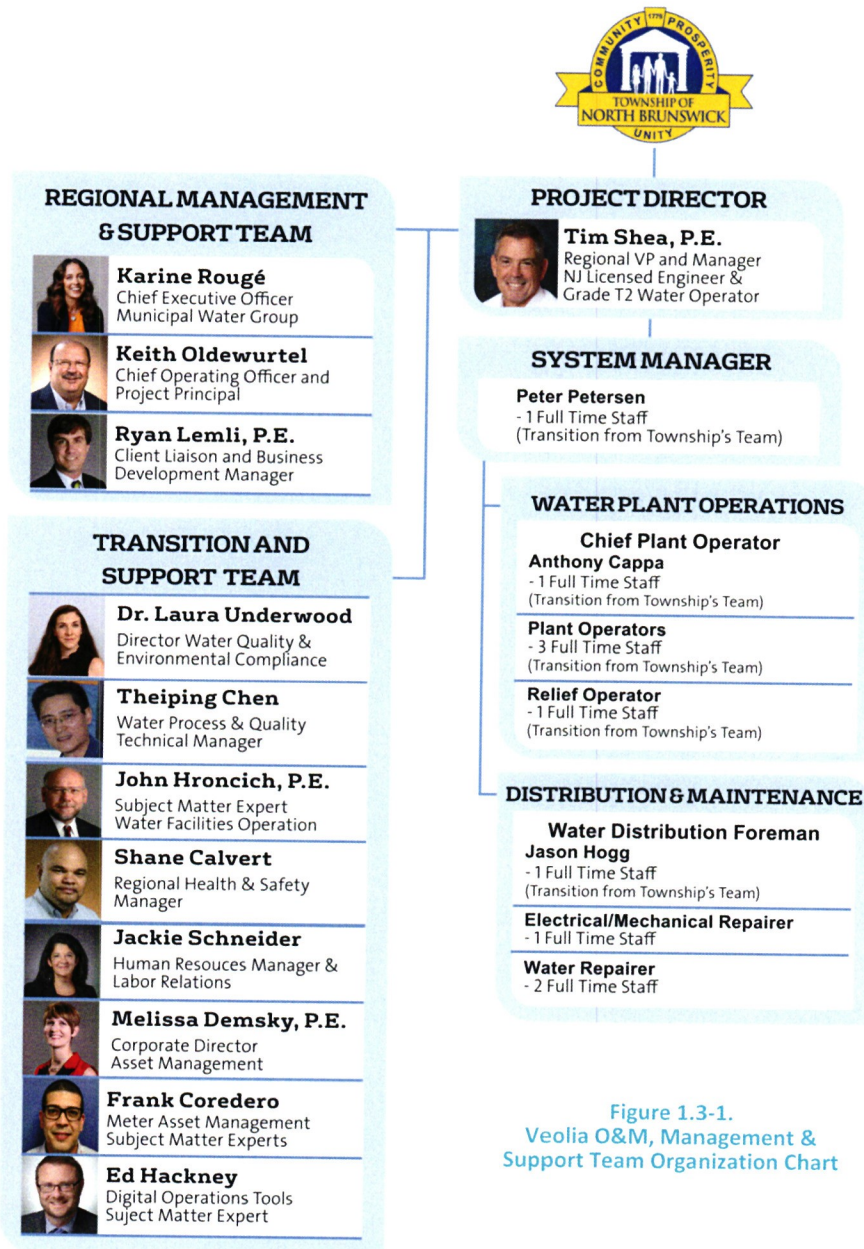 COMMUNITY 1776 PROSPERITY
TOWNSHIP OF
NORTH BRUNSWICK
UNITY
REGIONAL MANAGEMENT
& SUPPORT TEAM
Karine Rougé
Chief Executive Officer
Municipal Water Group
Keith Oldewurtel
Chief Operating Officer and
Project Principal
Ryan Lemli, P.E.
Client Liaison and Business
Development Manager
TRANSITION AND
SUPPORT TEAM
Dr. Laura Underwood
Director Water Quality &
Environmental Compliance
Theiping Chen
Water Process & Quality
Technical Manager
John Hroncich, P.E.
Subject Matter Expert
Water Facilities Operation
Shane Calvert
Regional Health & Safety
Manager
Jackie Schneider
Human Resouces Manager &
Labor Relations
Melissa Demsky, P.E.
Corporate Director
Asset Management
Frank Coredero
Meter Asset Management
Subject Matter Experts
Ed Hackney
Digital Operations Tools
Suject Matter Expert
PROJECT DIRECTOR
Tim Shea, P.E.
Regional VP and Manager
NJ Licensed Engineer &
Grade T2 Water Operator
SYSTEM MANAGER
Peter Petersen
- 1 Full Time Staff
(Transition from Township's Team)
WATER PLANT OPERATIONS
Chief Plant Operator
Anthony Cappa
- 1 Full Time Staff
(Transition from Township's Team)
Plant Operators
- 3 Full Time Staff
(Transition from Township's Team)
Relief Operator
- 1 Full Time Staff
(Transition from Township's Team)
DISTRIBUTION & MAINTENANCE
Water Distribution Foreman
Jason Hogg
- 1 Full Time Staff
(Transition from Township's Team)
Electrical/Mechanical Repairer
- 1 Full Time Staff
Water Repairer
- 2 Full Time Staff
Figure 1.3-1.
Veolia O&M, Management &
Support Team Organization Chart